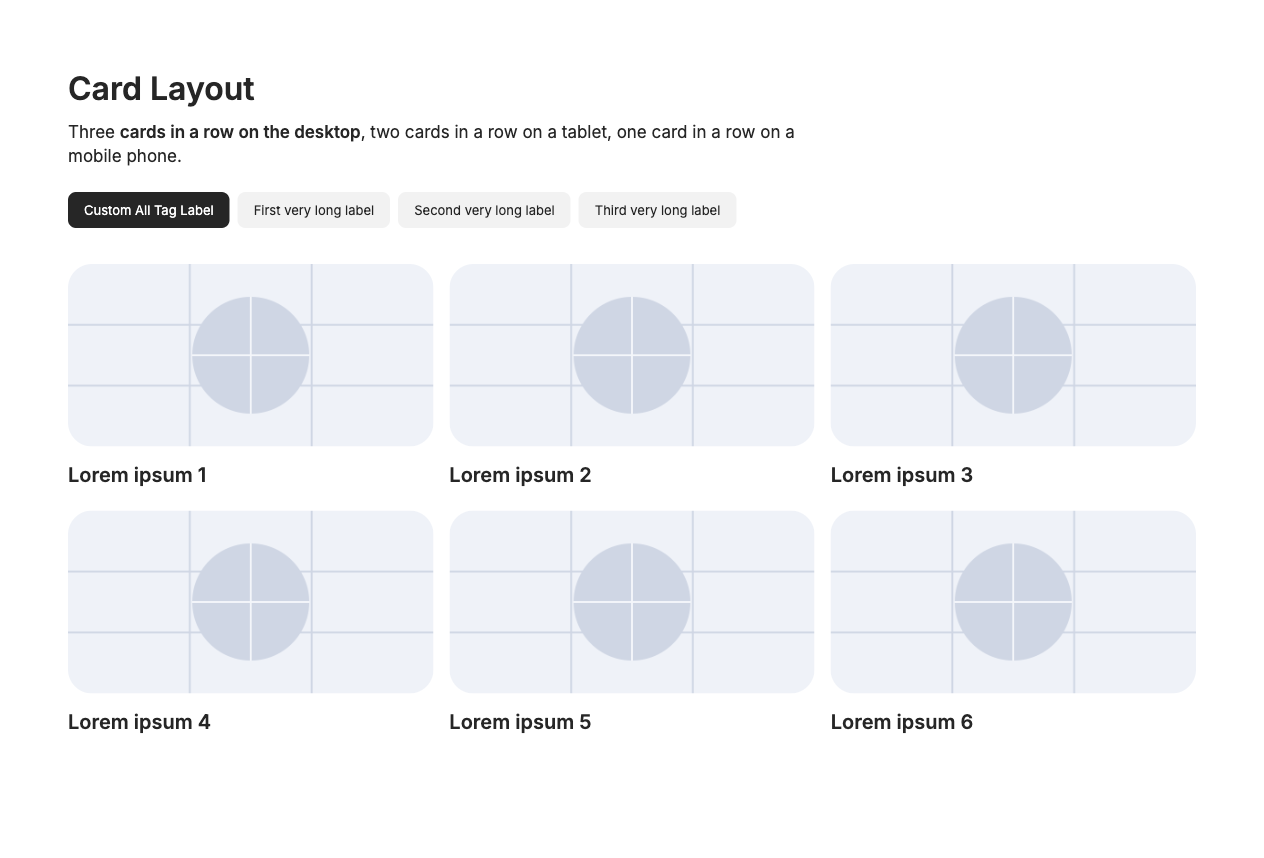 Card Layout
Three cards in a row on the desktop, two cards in a row on a tablet, one card in a row on a
mobile phone.
Custom All Tag Label
First very long label
Second very long label
Third very long label
Lorem ipsum 1
Lorem ipsum 2
Lorem ipsum 3
Lorem ipsum 4
Lorem ipsum 5
Lorem ipsum 6